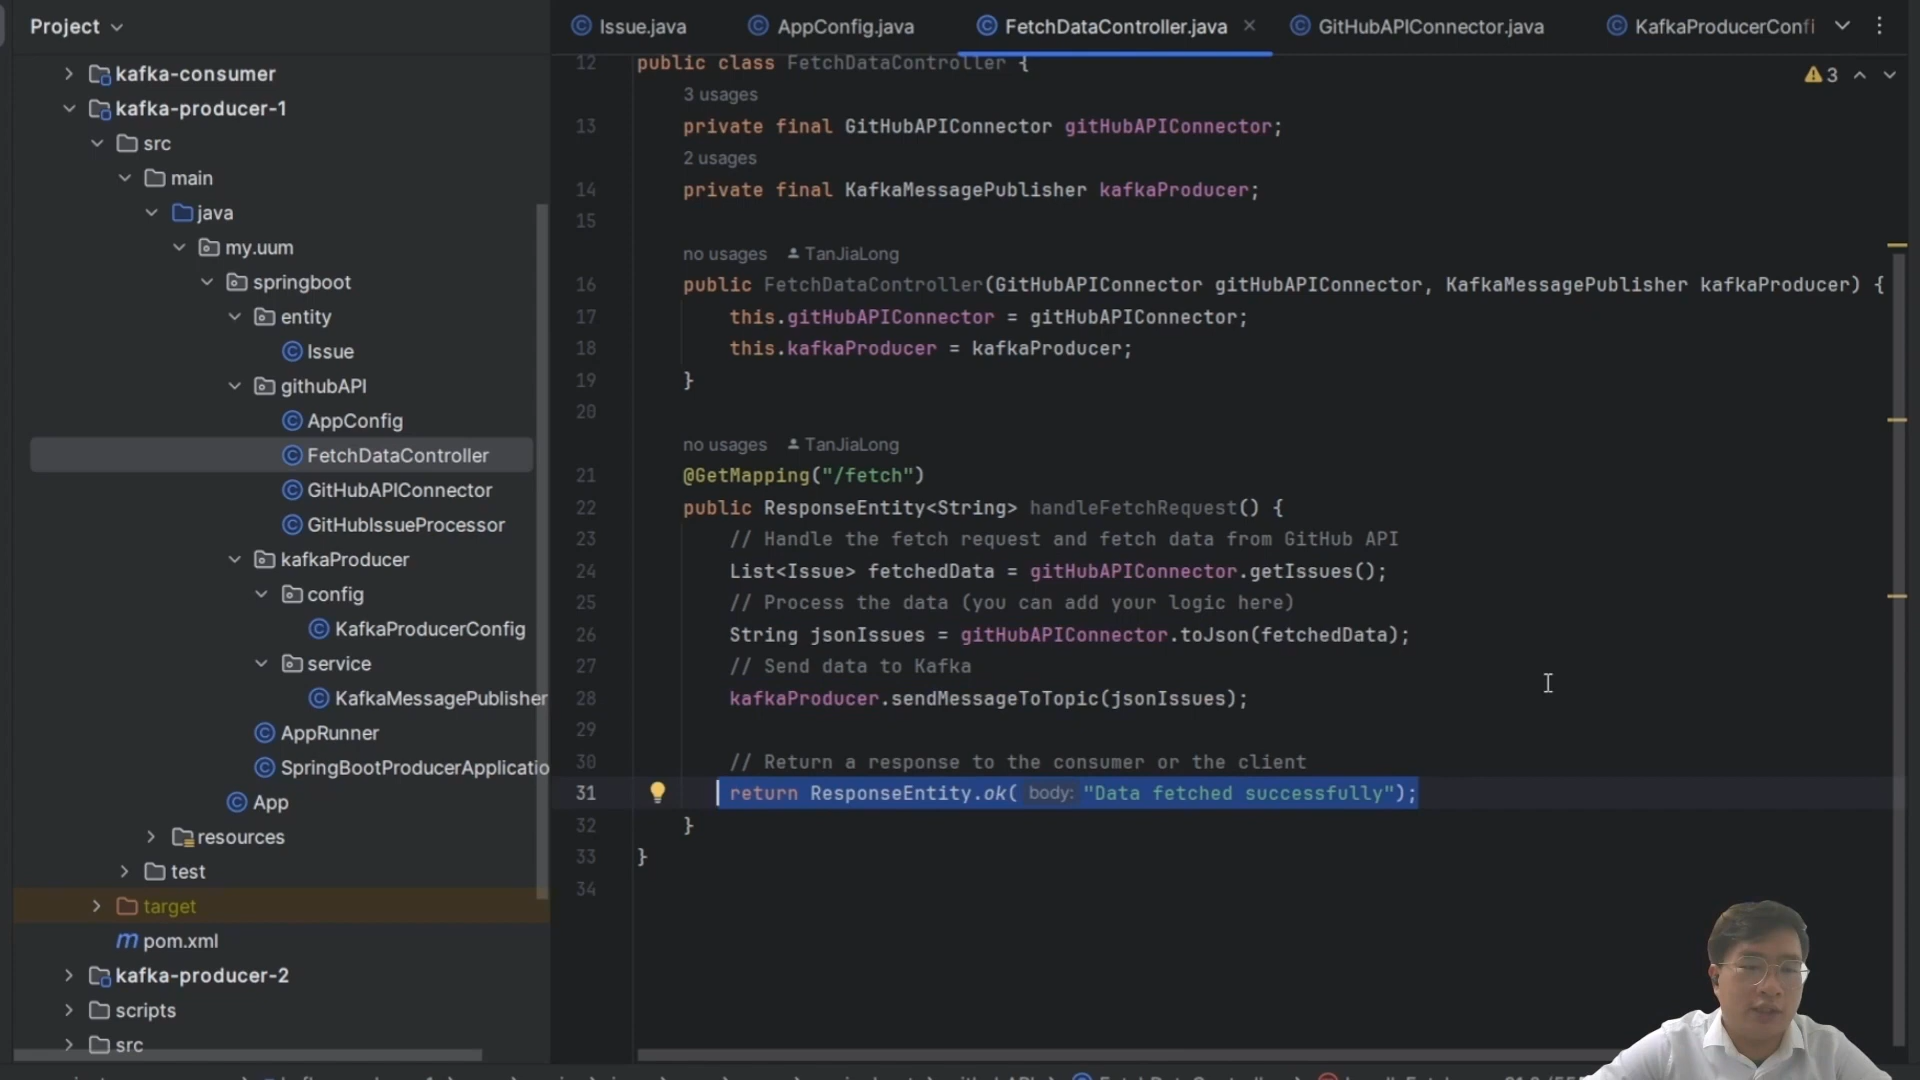 Project
kafka-consumer
kafka-producer-1
src
main
java
my.uum
springboot
entity
Issue
githubAPI
AppConfig
FetchDataController
GitHubAPIConnector
GitHubIssueProcessor
kafkaProducer
config
KafkaProducerConfig
service
KafkaMessagePublisher
AppRunner
SpringBootProducerApplicatio
App
resources
test
target
pom.xml
kafka-producer-2
scripts
src
Issue.java AppConfig.java FetchDataController.java GitHubAPIConnector.java KafkaProducerConfi
3
12 public class FetchDataController {
3 usages
13 private final GitHubAPIConnector gitHubAPIConnector;
2 usages
14 private final KafkaMessagePublisher kafkaProducer;
15
no usages TanJiaLong
16 public FetchDataController(GitHubAPIConnector gitHubAPIConnector, KafkaMessagePublisher kafkaProducer) {
17 this.gitHubAPIConnector = gitHubAPIConnector;
18 this.kafkaProducer = kafkaProducer;
19 }
20
no usages TanJiaLong
21 @GetMapping("/fetch")
22 public ResponseEntity<String> handleFetchRequest() {
23 // Handle the fetch request and fetch data from GitHub API
24 List<Issue> fetchedData = gitHubAPIConnector.getIssues();
25 // Process the data (you can add your logic here)
26 String jsonIssues = gitHubAPIConnector.toJson(fetchedData);
27 // Send data to Kafka
28 kafkaProducer.sendMessageToTopic(jsonIssues);
29
30 // Return a response to the consumer or the client
31 return ResponseEntity.ok( body: "Data fetched successfully");
32 }
33 }
34